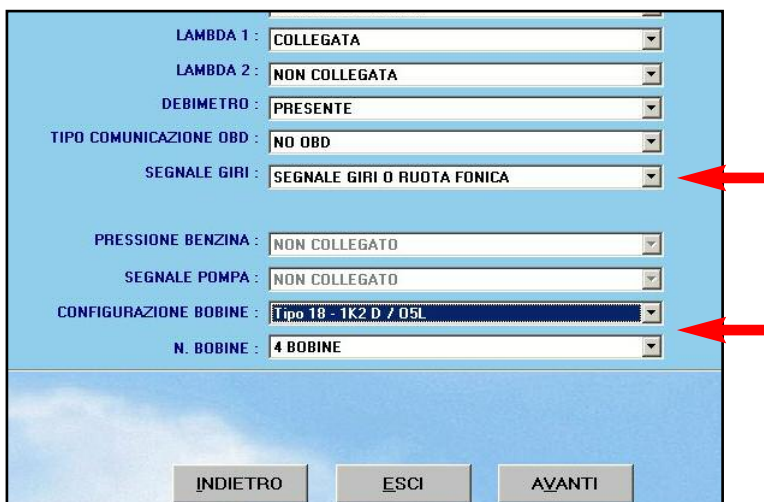 LAMBDA 1 : COLLEGATA
LAMBDA 2 : NON COLLEGATA
DEBIMETRO : PRESENTE
TIPO COMUNICAZIONE OBD : NO OBD
SEGNALE GIRI : SEGNALE GIRI O RUOTA FONICA
PRESSIONE BENZINA : NON COLLEGATO
SEGNALE POMPA : NON COLLEGATO
CONFIGURAZIONE BOBINE : Tipo 18 - 1K2 D / 05L
N. BOBINE : 4 BOBINE
INDIETRO ESCI AVANTI